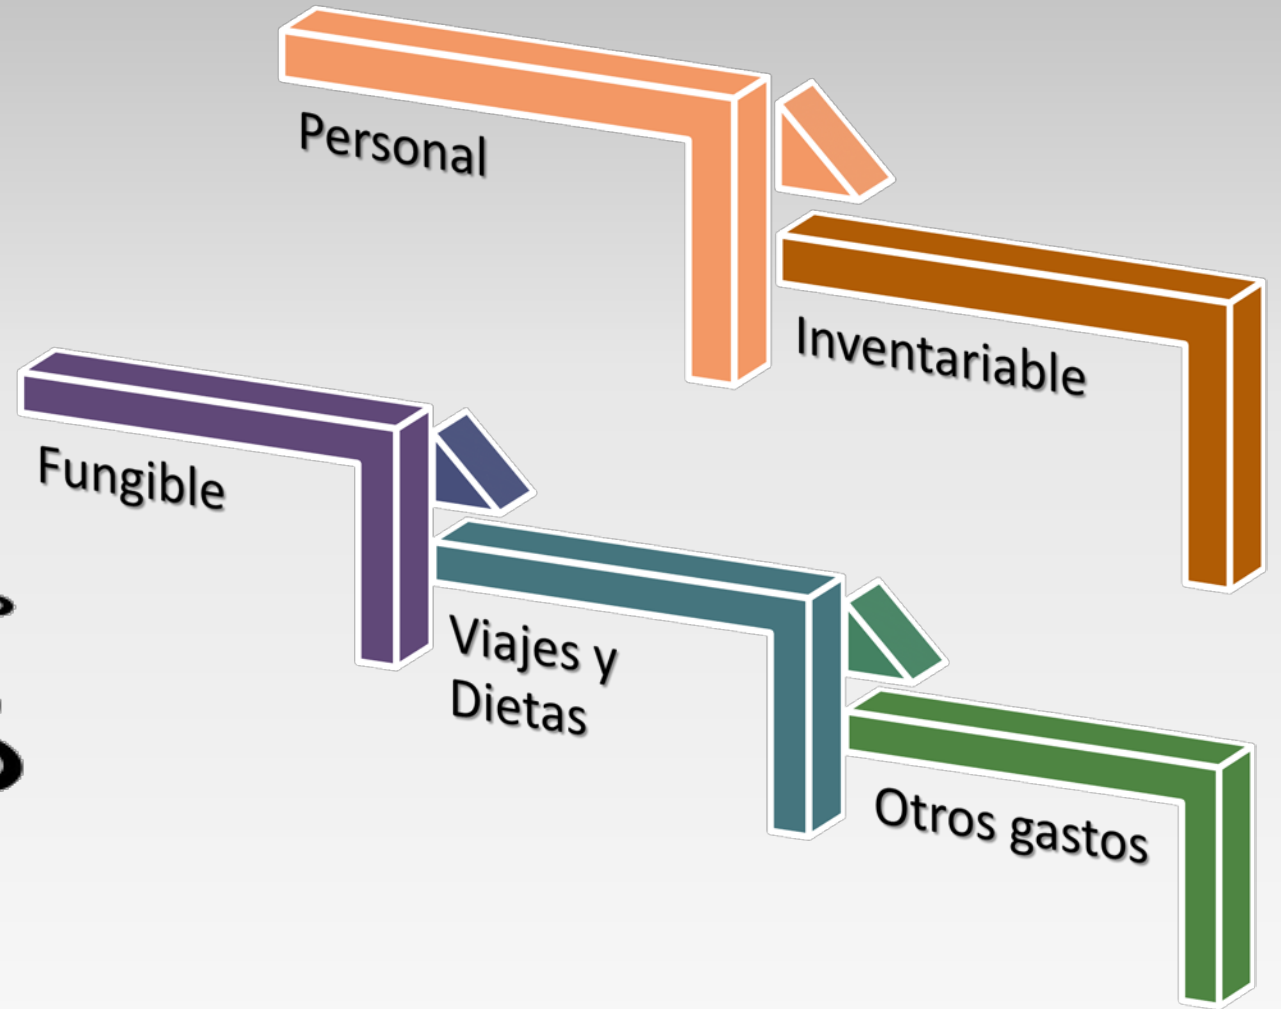 Personal
Inventariable
Fungible
Viajes y
Dietas
Otros gastos